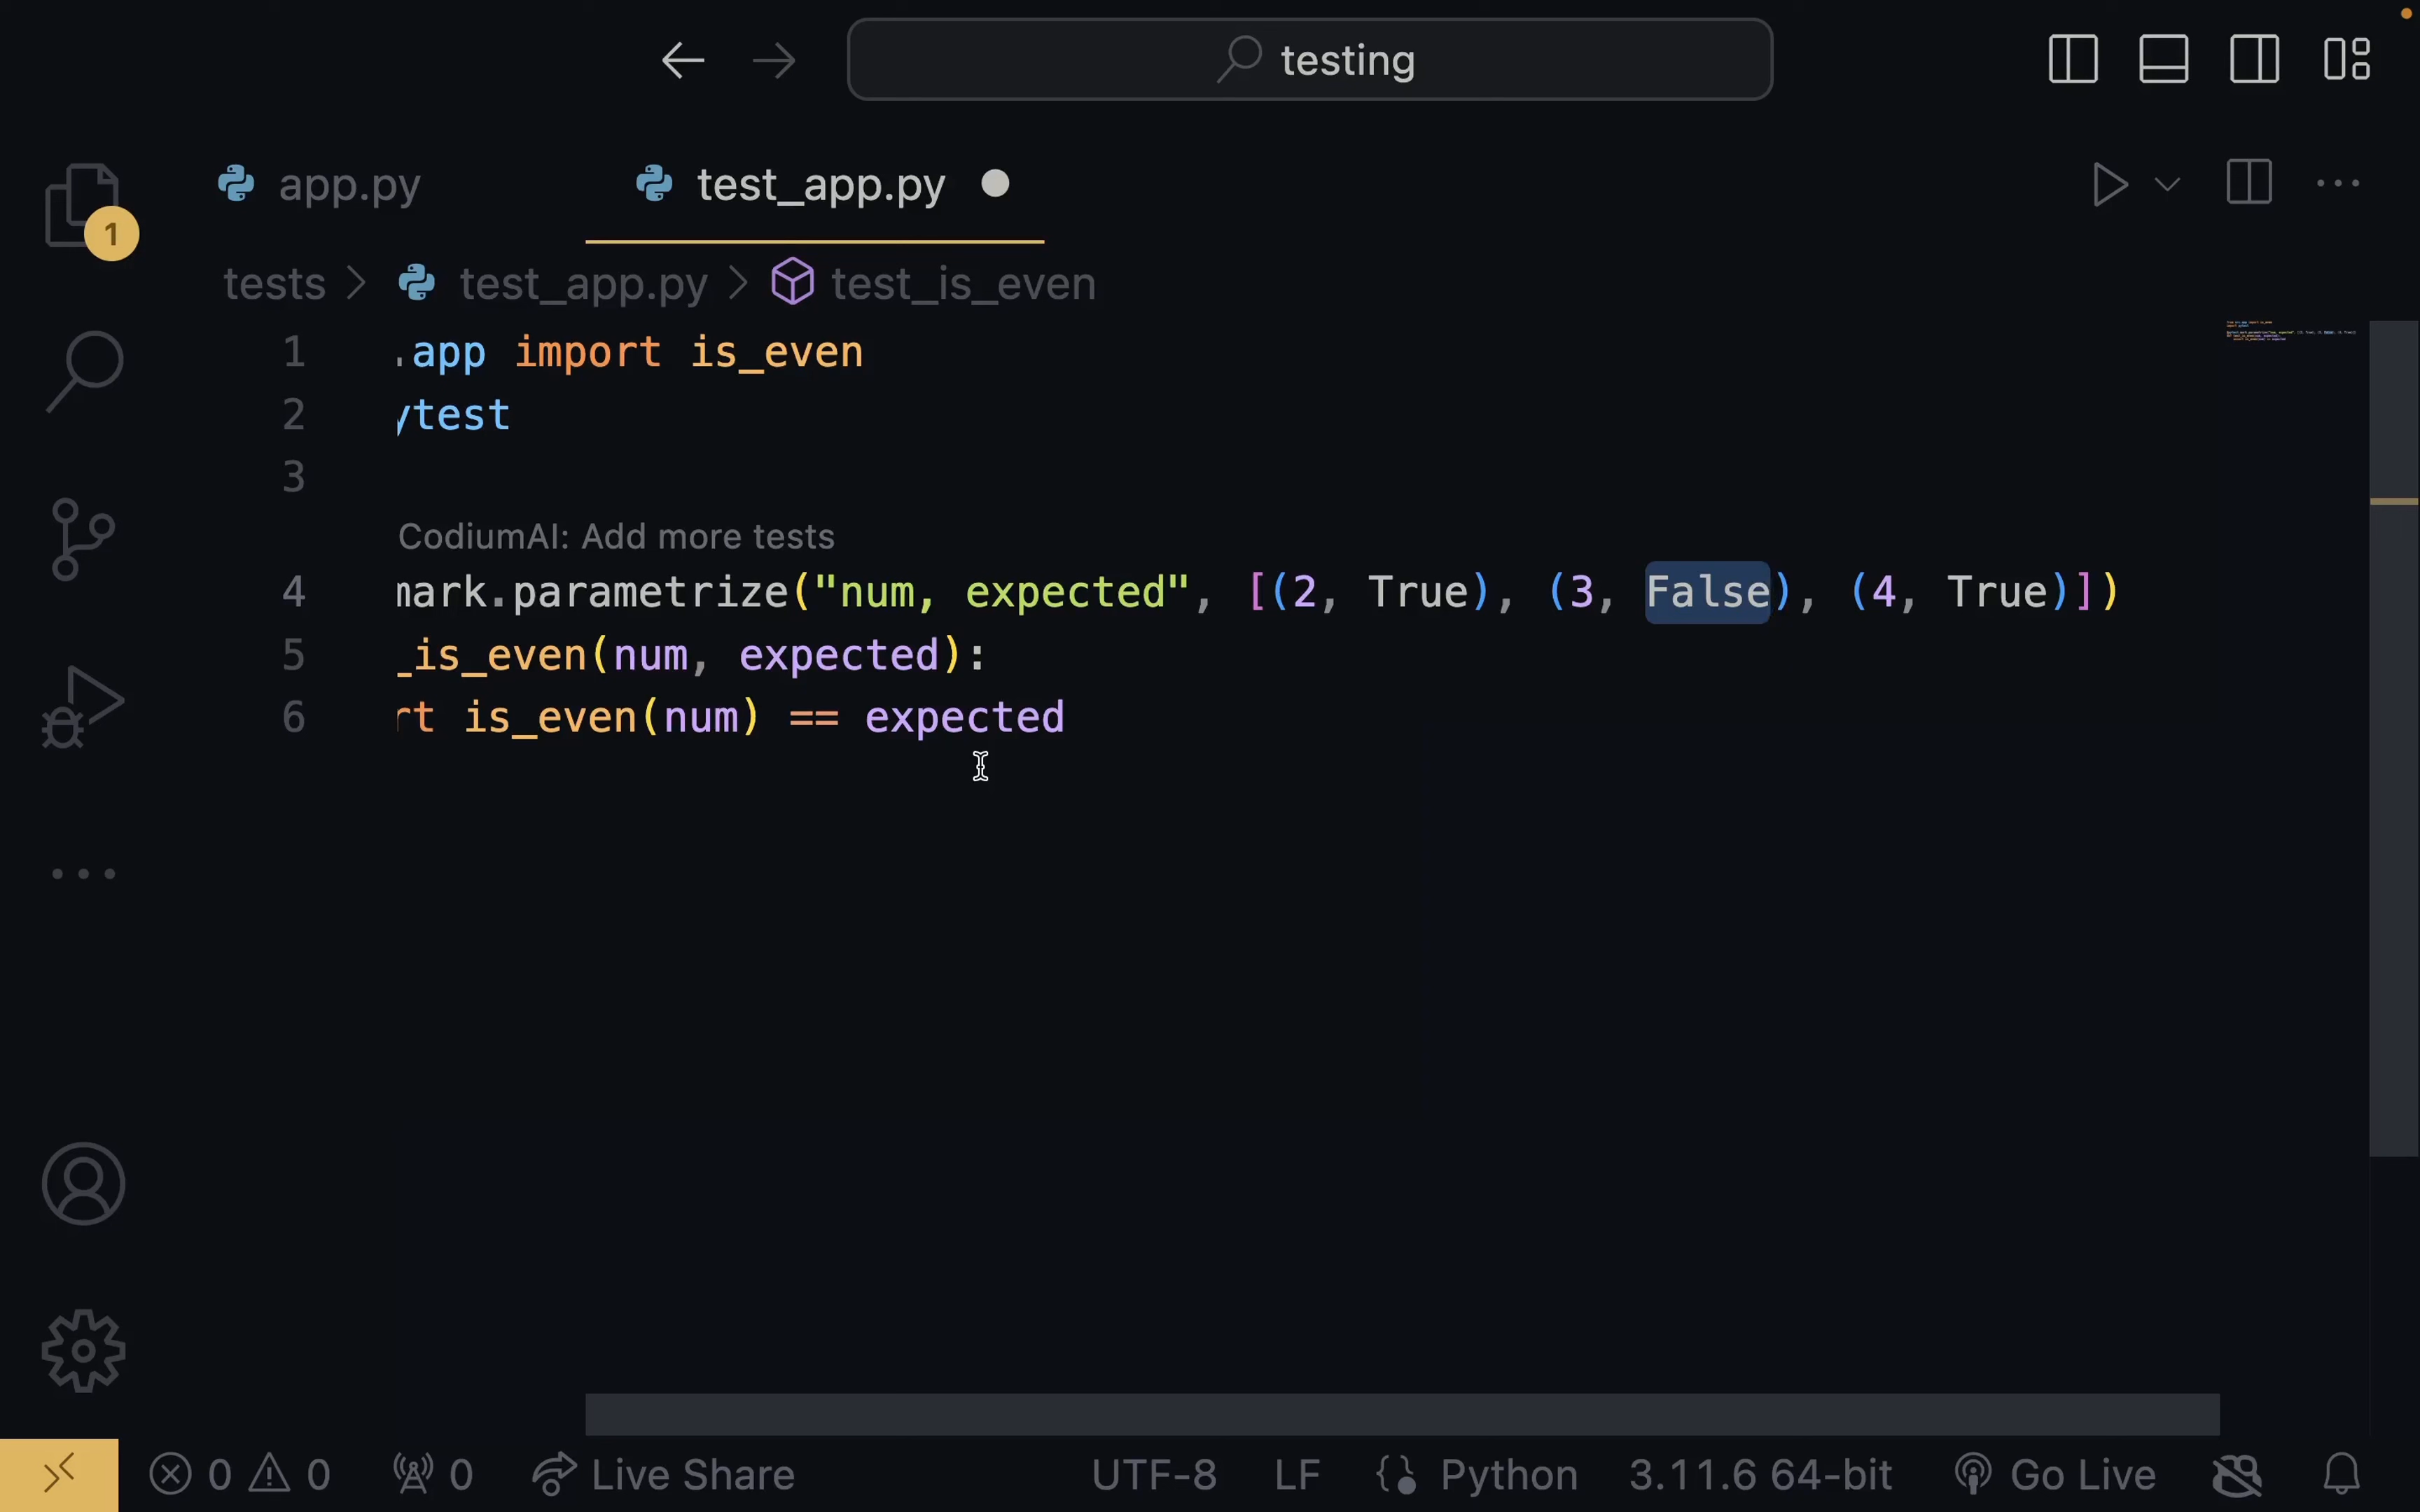 testing
app.py
test_app.py
1
tests > test_app.py > test_is_even
1 .app import is_even
2 ytest
3
CodiumAI: Add more tests
4 mark.parametrize("num, expected", [(2, True), (3, False), (4, True)])
5 _is_even(num, expected):
6 rt is_even(num) == expected
0 0 0 Live Share UTF-8 LF Python 3.11.6 64-bit Go Live